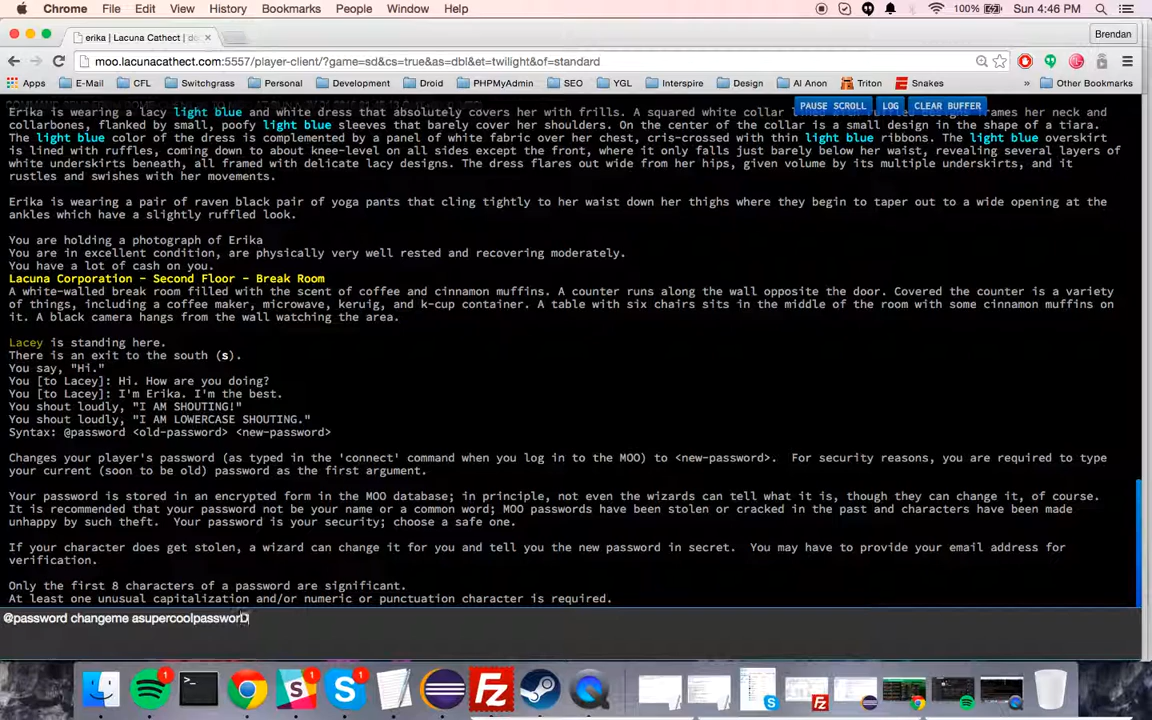 Chrome File Edit View History Bookmarks People Window Help 100% Sun 4:46 PM
erika | Lacuna Cathect × Brendan
moo.lacunacathect.com:5557/player-client/?game=sd&cs=true&as=dbl&et=twilight&of=standard
Apps E-Mail CFL Switchgrass Personal Development Droid PHPMyAdmin SEO YGL Interspire Design Al Anon Triton Snakes » Other Bookmarks
PAUSE SCROLL LOG CLEAR BUFFER
Erika is wearing a lacy light blue and white dress that absolutely covers her with frills. A squared white collar lined with ruffles frames her neck and
collarbones, flanked by small, poofy light blue sleeves that barely cover her shoulders. On the center of the collar is a small design in the shape of a tiara.
The light blue color of the dress is complemented by a panel of white fabric over her chest, cris-crossed with thin light blue ribbons. The light blue overskirt
is lined with ruffles, coming down to about knee-level on all sides except the front, where it only falls just barely below her waist, revealing several layers of
white underskirts beneath, all framed with delicate lacy designs. The dress flares out wide from her hips, given volume by its multiple underskirts, and it
rustles and swishes with her movements.
Erika is wearing a pair of raven black pair of yoga pants that cling tightly to her waist down her thighs where they begin to taper out to a wide opening at the
ankles which have a slightly ruffled look.
You are holding a photograph of Erika
You are in excellent condition, are physically very well rested and recovering moderately.
You have a lot of cash on you.
Lacuna Corporation - Second Floor - Break Room
A white-walled break room filled with the scent of coffee and cinnamon muffins. A counter runs along the wall opposite the door. Covered the counter is a variety
of things, including a coffee maker, microwave, keruig, and k-cup container. A table with six chairs sits in the middle of the room with some cinnamon muffins on
it. A black camera hangs from the wall watching the area.
Lacey is standing here.
There is an exit to the south (s).
You say, "Hi."
You [to Lacey]: Hi. How are you doing?
You [to Lacey]: I'm Erika. I'm the best.
You shout loudly, "I AM SHOUTING!"
You shout loudly, "I AM LOWERCASE SHOUTING."
Syntax: @password <old-password> <new-password>
Changes your player's password (as typed in the 'connect' command when you log in to the MOO) to <new-password>. For security reasons, you are required to type
your current (soon to be old) password as the first argument.
Your password is stored in an encrypted form in the MOO database; in principle, not even the wizards can tell what it is, though they can change it, of course.
It is recommended that your password not be your name or a common word; MOO passwords have been stolen or cracked in the past and characters have been made
unhappy by such theft. Your password is your security; choose a safe one.
If your character does get stolen, a wizard can change it for you and tell you the new password in secret. You may have to provide your email address for
verification.
Only the first 8 characters of a password are significant.
At least one unusual capitalization and/or numeric or punctuation character is required.
@password changeme asupercoolpassworD
1 1 1